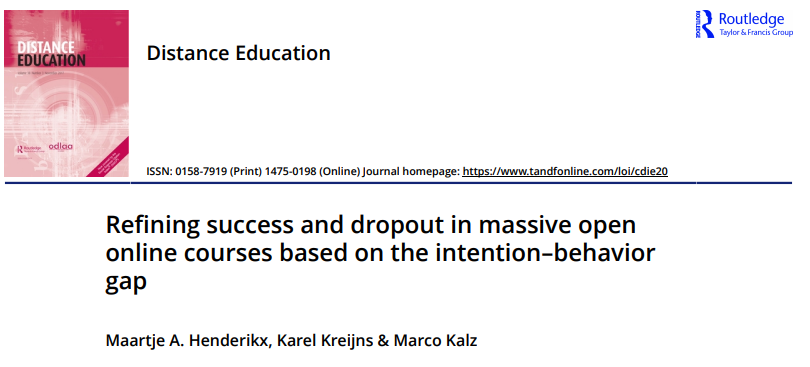 DISTANCE
EDUCATION
Routledge
odlaa
ROUTLEDGE
Routledge
Taylor & Francis Group
Distance Education
ISSN: 0158-7919 (Print) 1475-0198 (Online) Journal homepage: https://www.tandfonline.com/loi/cdie20
Refining success and dropout in massive open
online courses based on the intention–behavior
gap
Maartje A. Henderikx, Karel Kreijns & Marco Kalz